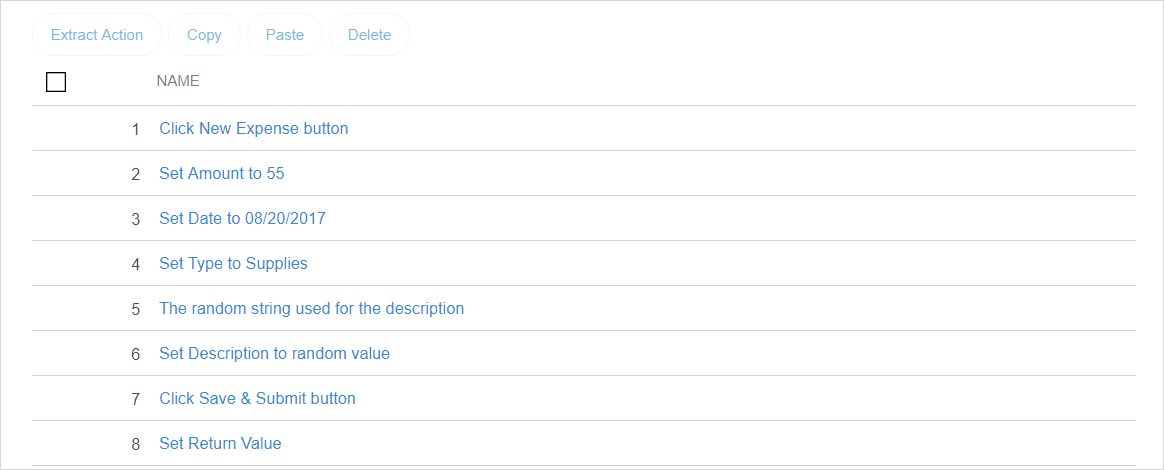 Extract Action Copy Paste Delete
NAME
1 Click New Expense button
2 Set Amount to 55
3 Set Date to 08/20/2017
4 Set Type to Supplies
5 The random string used for the description
6 Set Description to random value
7 Click Save & Submit button
8 Set Return Value